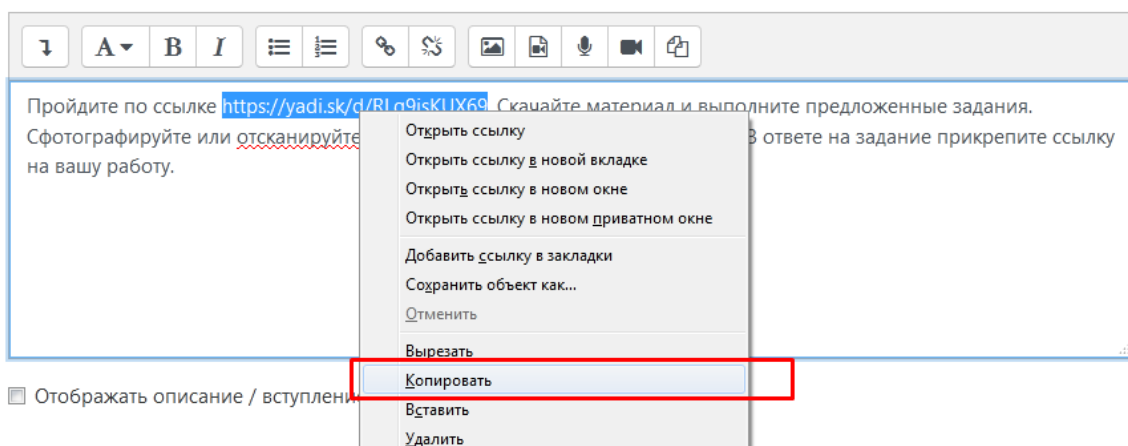 A B I
Пройдите по ссылке https://yadi.sk/d/RLq9isKUX69 Скачайте материал и выполните предложенные задания.
Сфотографируйте или отсканируйте В ответе на задание прикрепите ссылку
на вашу работу.
Открыть ссылку
Открыть ссылку в новой вкладке
Открыть ссылку в новом окне
Открыть ссылку в новом приватном окне
Добавить ссылку в закладки
Сохранить объект как...
Отменить
Вырезать
Копировать
Вставить
Удалить
Отображать описание /